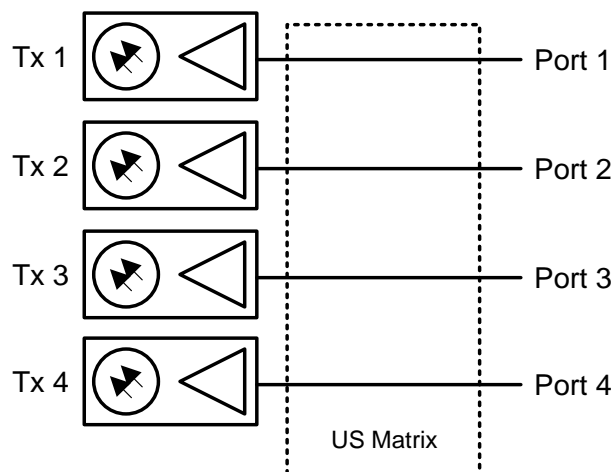 Tx 1
Port 1
Tx 2
Port 2
Tx 3
Port 3
Tx 4
Port 4
US Matrix